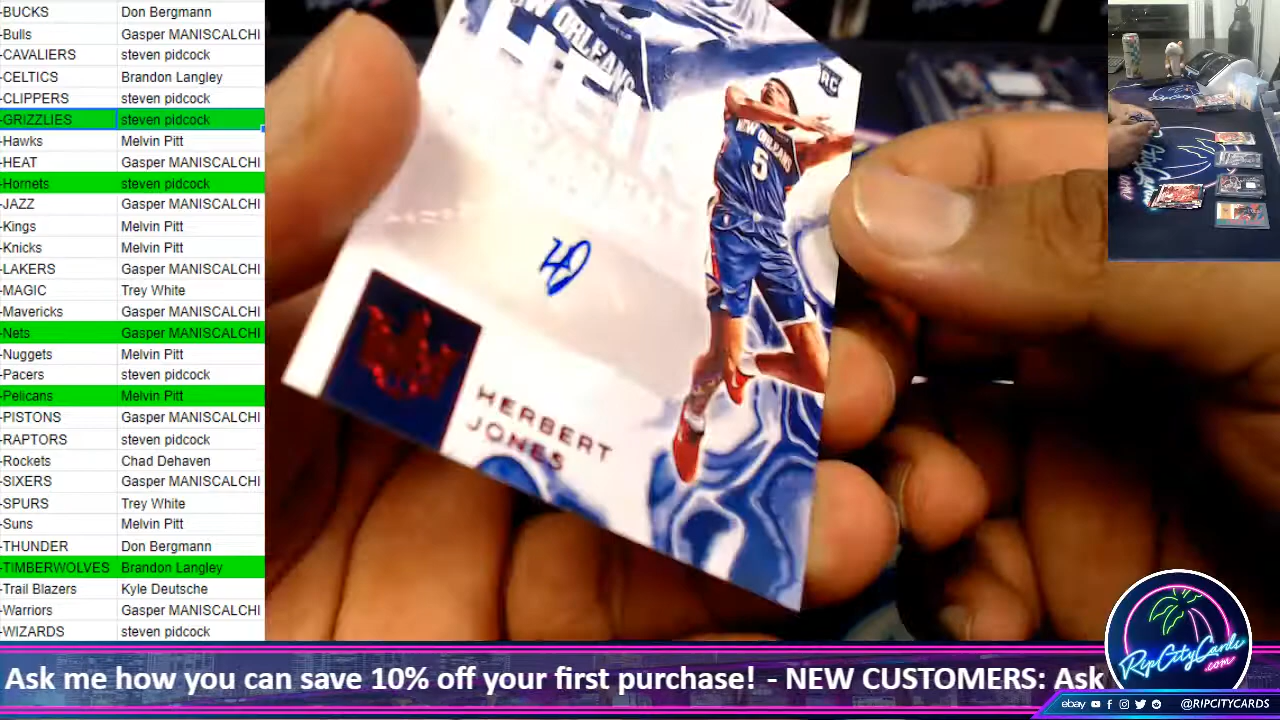 -BUCKS Don Bergmann
-Bulls Gasper MANISCALCHI
-CAVALIERS steven pidcock
-CELTICS Brandon Langley
-CLIPPERS steven pidcock
-GRIZZLIES steven pidcock
-Hawks Melvin Pitt
-HEAT Gasper MANISCALCHI
-Hornets steven pidcock
-JAZZ Gasper MANISCALCHI
-Kings Melvin Pitt
-Knicks Melvin Pitt
-LAKERS Gasper MANISCALCHI
-MAGIC Trey White
-Mavericks Gasper MANISCALCHI
-Nets Gasper MANISCALCHI
-Nuggets Melvin Pitt
-Pacers steven pidcock
-Pelicans Melvin Pitt
-PISTONS Gasper MANISCALCHI
-RAPTORS steven pidcock
-Rockets Chad Dehaven
-SIXERS Gasper MANISCALCHI
-SPURS Trey White
-Suns Melvin Pitt
-THUNDER Don Bergmann
-TIMBERWOLVES Brandon Langley
-Trail Blazers Kyle Deutsche
-Warriors Gasper MANISCALCHI
-WIZARDS steven pidcock
NEW ORLEANS
RC
NEW ORLEANS
5
HERBERT
JONES
Ask me how you can save 10% off your first purchase! - NEW CUSTOMERS: Ask
RipCityCards
.com
ebay @RIPCITYCARDS